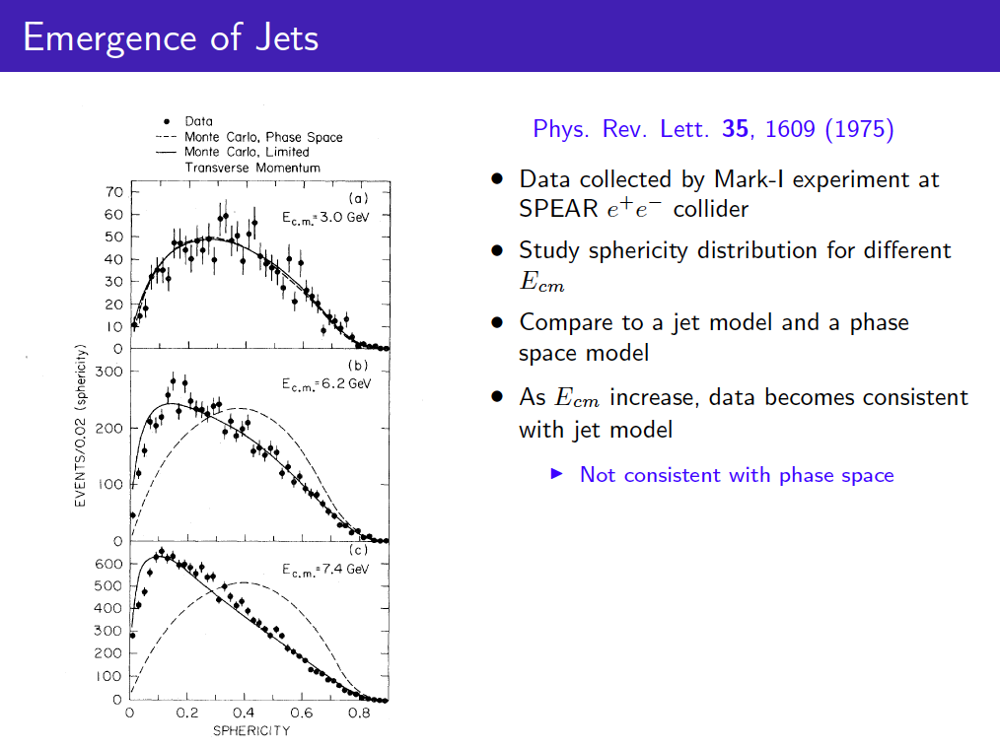 Emergence of Jets
Data
Monte Carlo, Phase Space
Monte Carlo, Limited
Transverse Momentum
EVENTS/0.02 (sphericity)
70
60
50
40
30
20
10
0
(a)
E c.m. = 3.0 GeV
300
200
100
0
(b)
E c.m. = 6.2 GeV
600
500
400
300
200
100
0
(c)
E c.m. = 7.4 GeV
0 0.2 0.4 0.6 0.8
SPHERICITY
Phys. Rev. Lett. 35, 1609 (1975)
• Data collected by Mark-I experiment at
SPEAR e⁺e⁻ collider
• Study sphericity distribution for different
Ecm
• Compare to a jet model and a phase
space model
• As Ecm increase, data becomes consistent
with jet model
▶ Not consistent with phase space